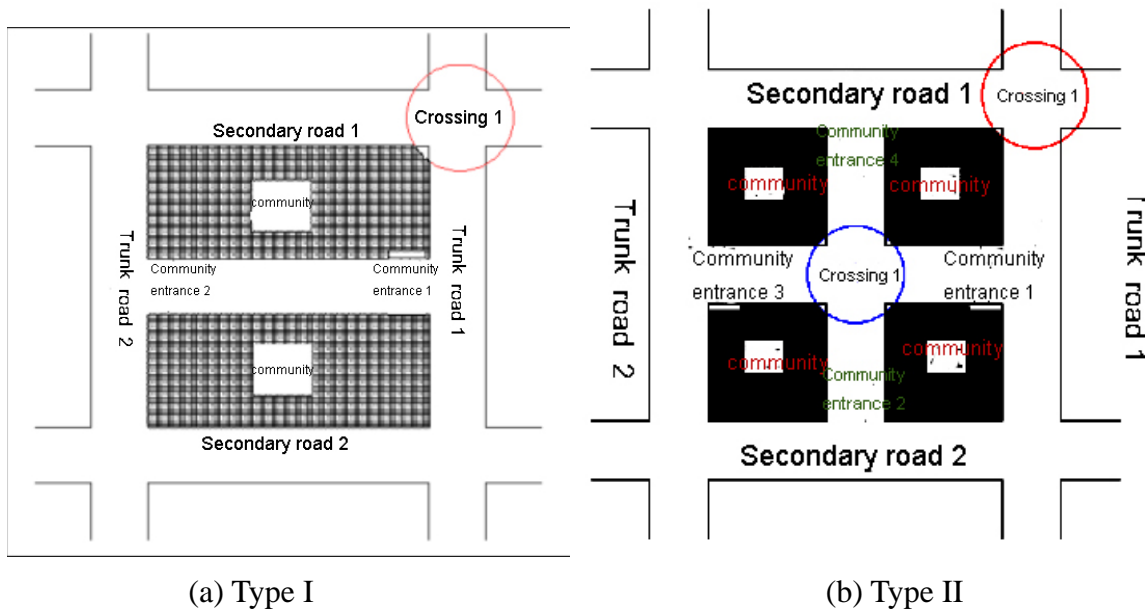 Crossing 1
Secondary road 1
community
Trunk road 2
Trunk road 1
Community
entrance 2
Community
entrance 1
community
Secondary road 2
(a) Type I
Secondary road 1
Crossing 1
Community
entrance 4
community
community
Trunk road 2
Trunk road 1
Community
entrance 3
Crossing 1
Community
entrance 1
community
community
Community
entrance 2
Secondary road 2
(b) Type II